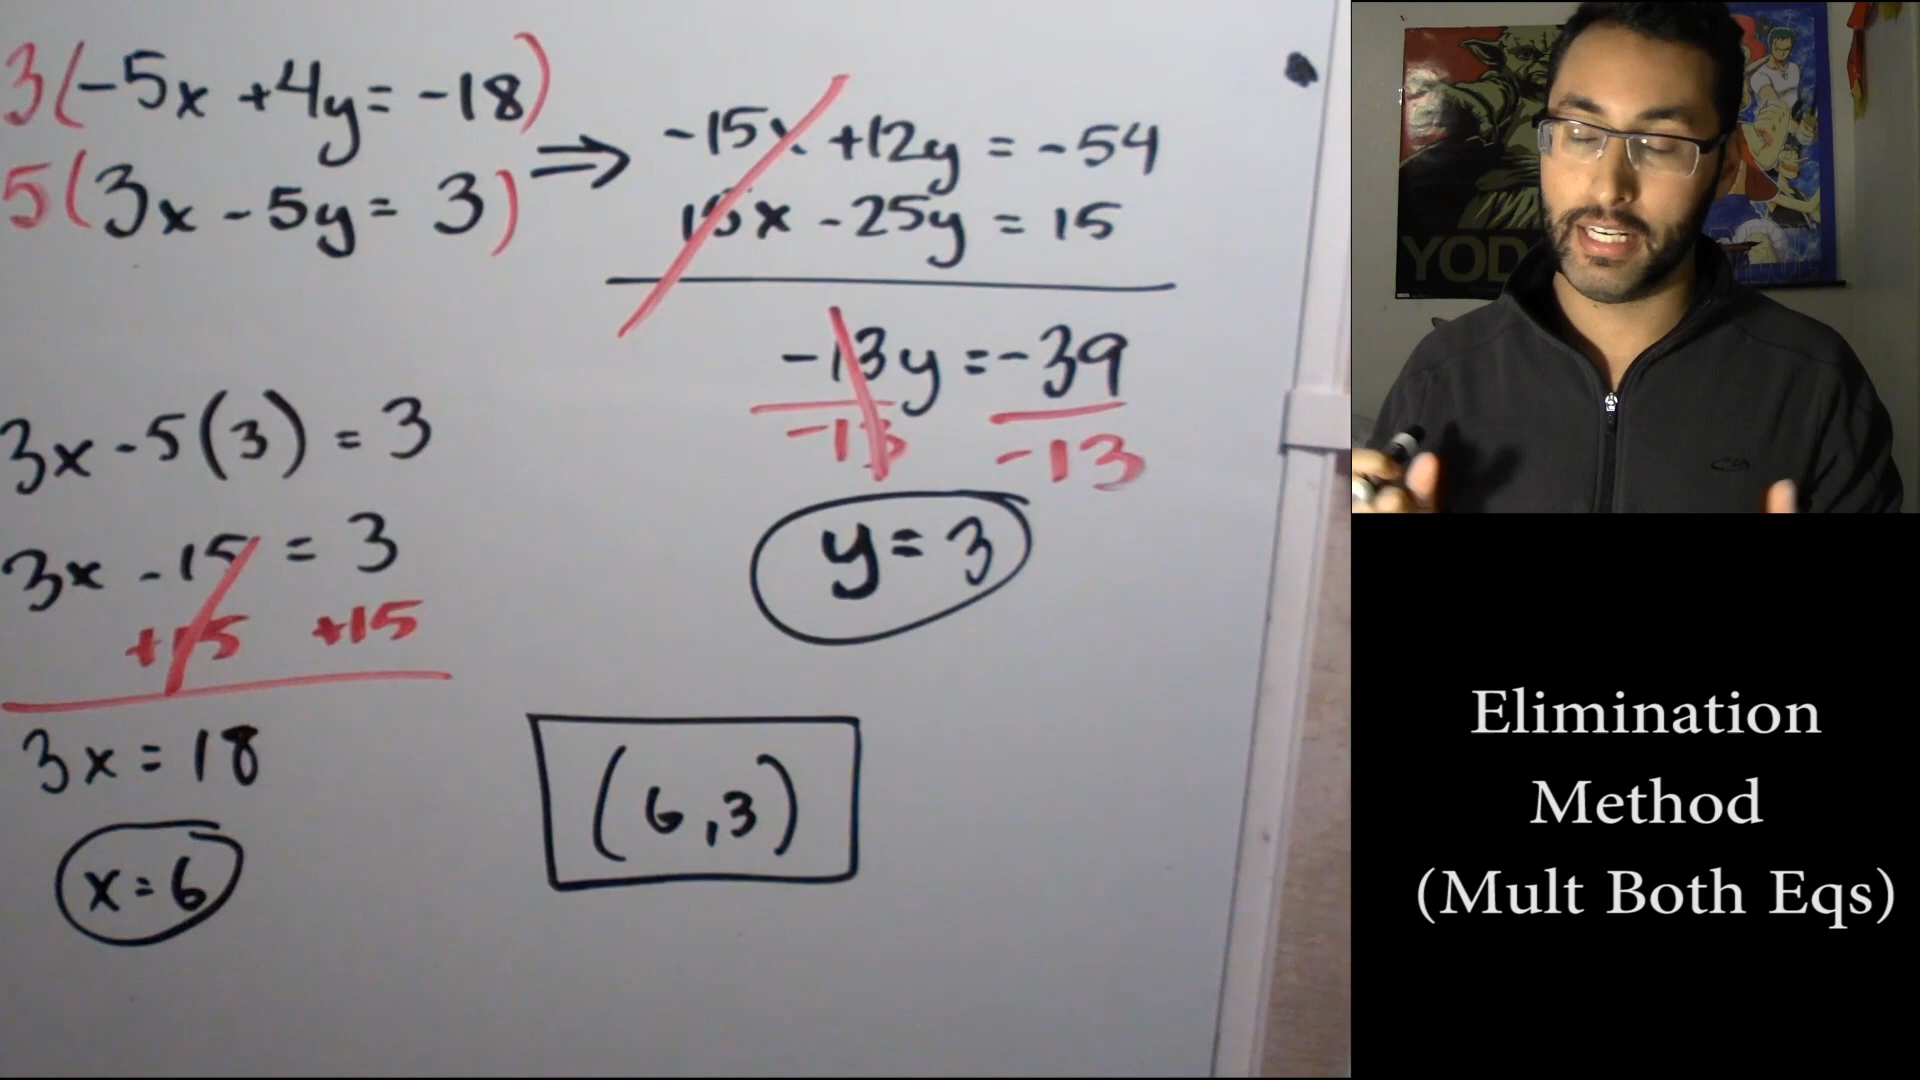 3(-5x +4y = -18)
5(3x - 5y = 3)
⇒
-15x +12y = -54
15x - 25y = 15
-13y = -39
-13 -13
y = 3
3x - 5(3) = 3
3x - 15 = 3
+15 +15
3x = 18
x = 6
(6,3)
YOD
Elimination
Method
(Mult Both Eqs)